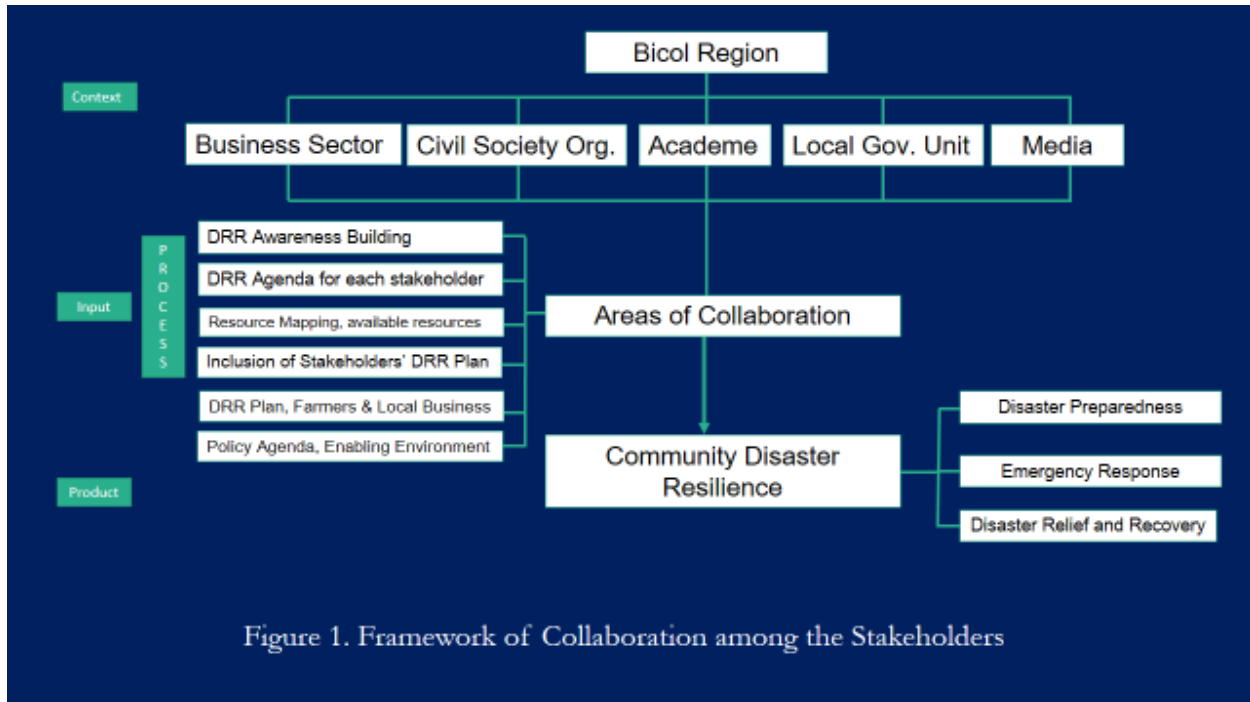 Bicol Region
Context
Business Sector
Civil Society Org.
Academe
Local Gov. Unit
Media
PROCESS
DRR Awareness Building
DRR Agenda for each stakeholder
Input
Resource Mapping, available resources
Areas of Collaboration
Inclusion of Stakeholders' DRR Plan
DRR Plan, Farmers & Local Business
Policy Agenda, Enabling Environment
Product
Community Disaster
Resilience
Disaster Preparedness
Emergency Response
Disaster Relief and Recovery
Figure 1. Framework of Collaboration among the Stakeholders